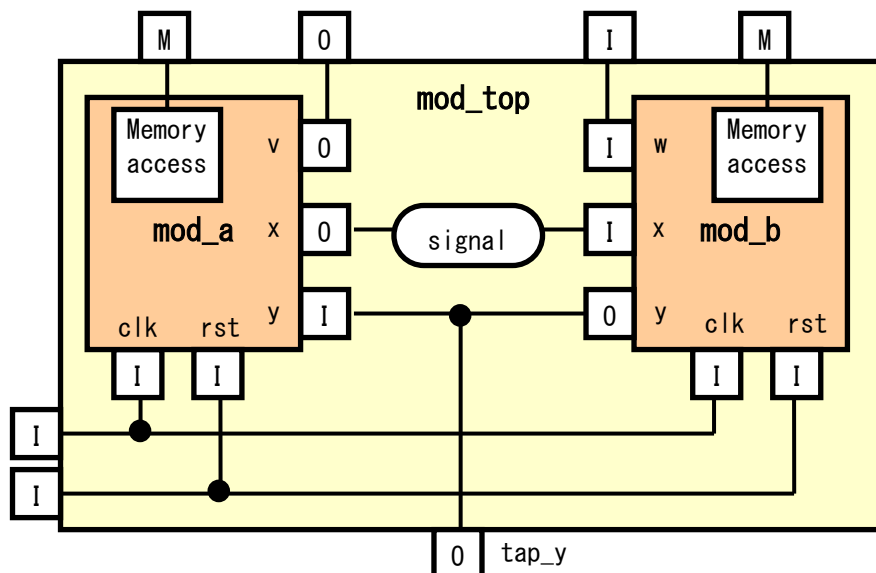 M O I M
mod_top
Memory
access
v O
I w
Memory
access
mod_a
x O
signal
I x
mod_b
y I
O y
clk rst
clk rst
I I
I I
I
I
O tap_y